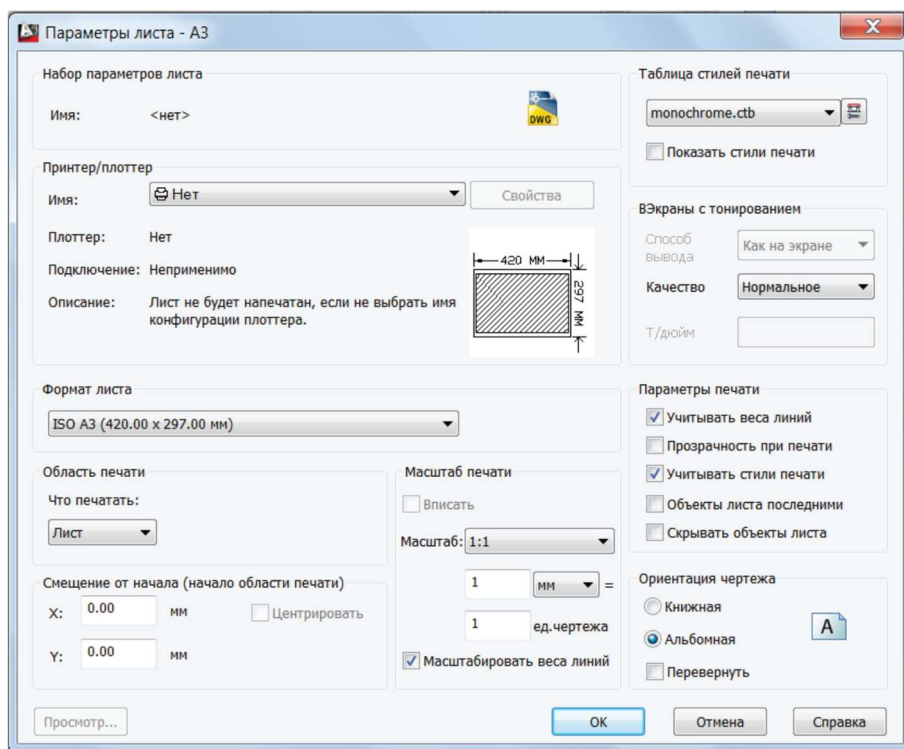 Параметры листа - А3
Набор параметров листа
Имя: <нет>
DWG
Принтер/плоттер
Имя: Нет
Свойства
Плоттер: Нет
Подключение: Неприменимо
Описание: Лист не будет напечатан, если не выбрать имя
конфигурации плоттера.
420 ММ
297 ММ
Формат листа
ISO A3 (420.00 x 297.00 мм)
Область печати
Что печатать:
Лист
Смещение от начала (начало области печати)
X: 0.00 мм
Центрировать
Y: 0.00 мм
Масштаб печати
Вписать
Масштаб: 1:1
1 мм =
1 ед.чертежа
Масштабировать веса линий
Таблица стилей печати
monochrome.ctb
Показать стили печати
ВЭкраны с тонированием
Способ
вывода
Как на экране
Качество Нормальное
Т/дюйм
Параметры печати
Учитывать веса линий
Прозрачность при печати
Учитывать стили печати
Объекты листа последними
Скрывать объекты листа
Ориентация чертежа
Книжная
Альбомная
A
Перевернуть
Просмотр...
ОК
Отмена
Справка